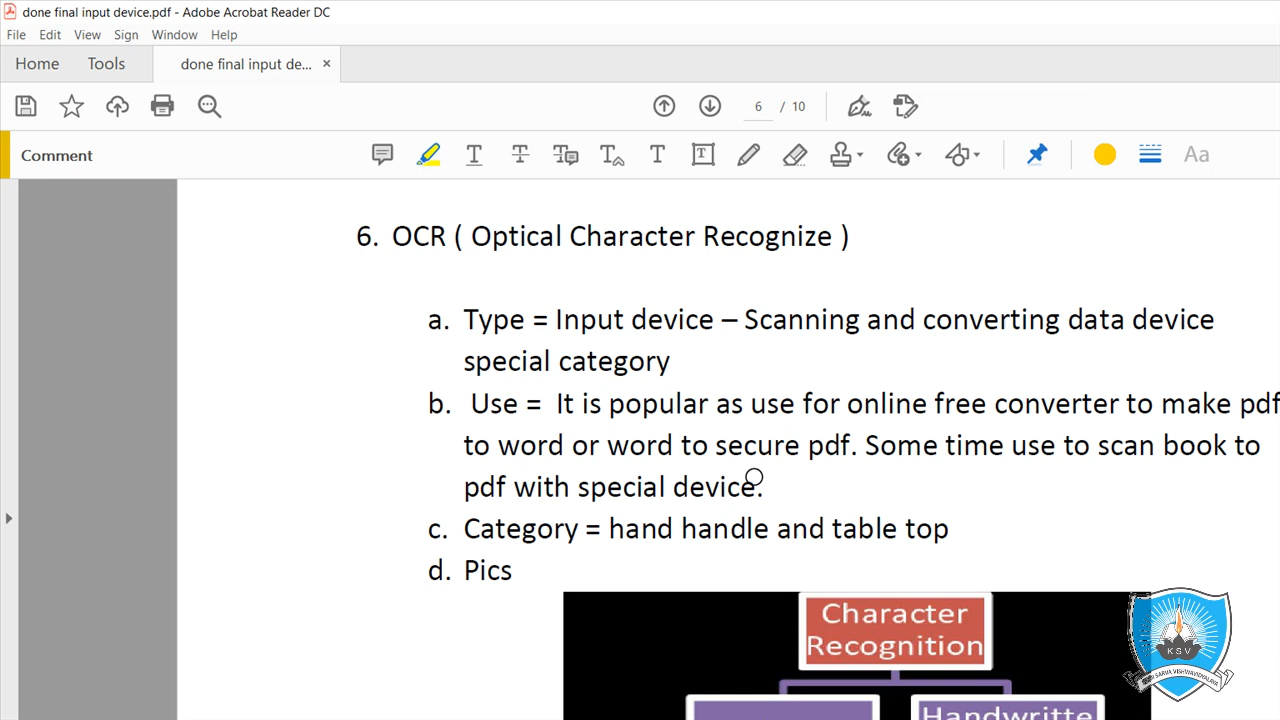 done final input device.pdf - Adobe Acrobat Reader DC
File Edit View Sign Window Help
Home Tools done final input de... ×
6 / 10
Comment
Aa
6. OCR ( Optical Character Recognize )
a. Type = Input device – Scanning and converting data device
special category
b. Use = It is popular as use for online free converter to make pdf
to word or word to secure pdf. Some time use to scan book to
pdf with special device.
c. Category = hand handle and table top
d. Pics
Character
Recognition
Handwritte
KSV
SARVA VISHWAVIDYALAYA